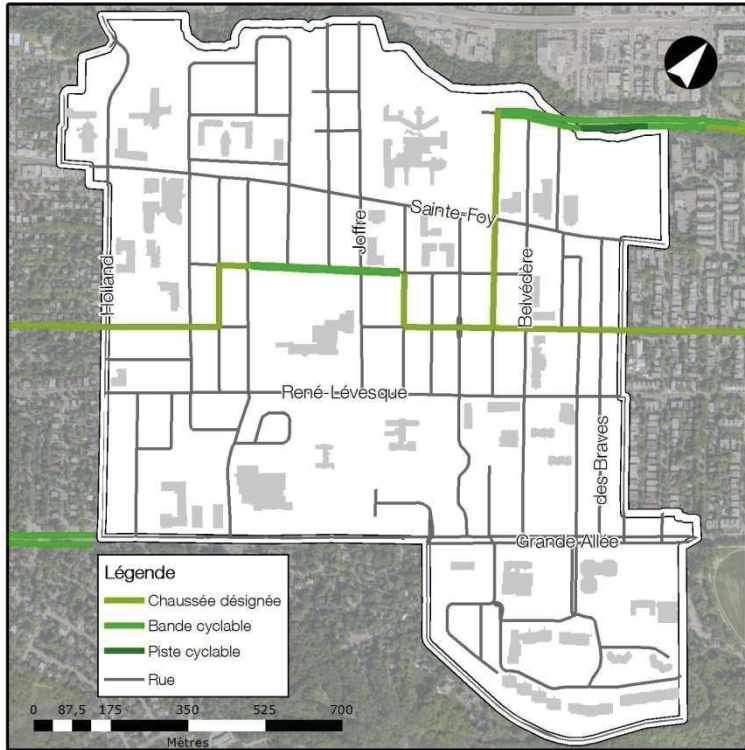 Sainte-Foy
Joffre
Holland
Belvédère
René-Lévesque
des-Braves
Grande Allée
Légende
Chaussée désignée
Bande cyclable
Piste cyclable
Rue
0 87,5 175 350 525 700
Mètres